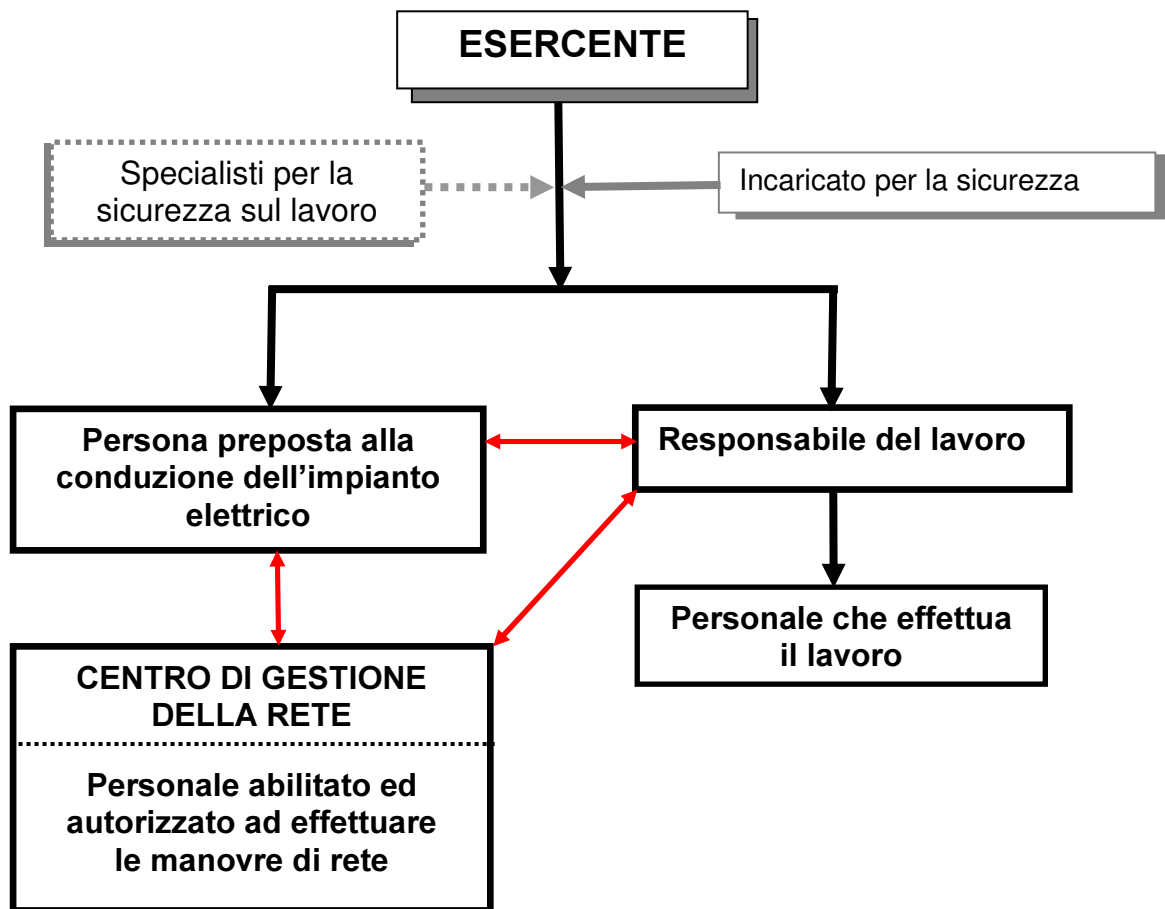 ESERCENTE
Specialisti per la
sicurezza sul lavoro
Incaricato per la sicurezza
Persona preposta alla
conduzione dell’impianto
elettrico
Responsabile del lavoro
Personale che effettua
il lavoro
CENTRO DI GESTIONE
DELLA RETE
Personale abilitato ed
autorizzato ad effettuare
le manovre di rete